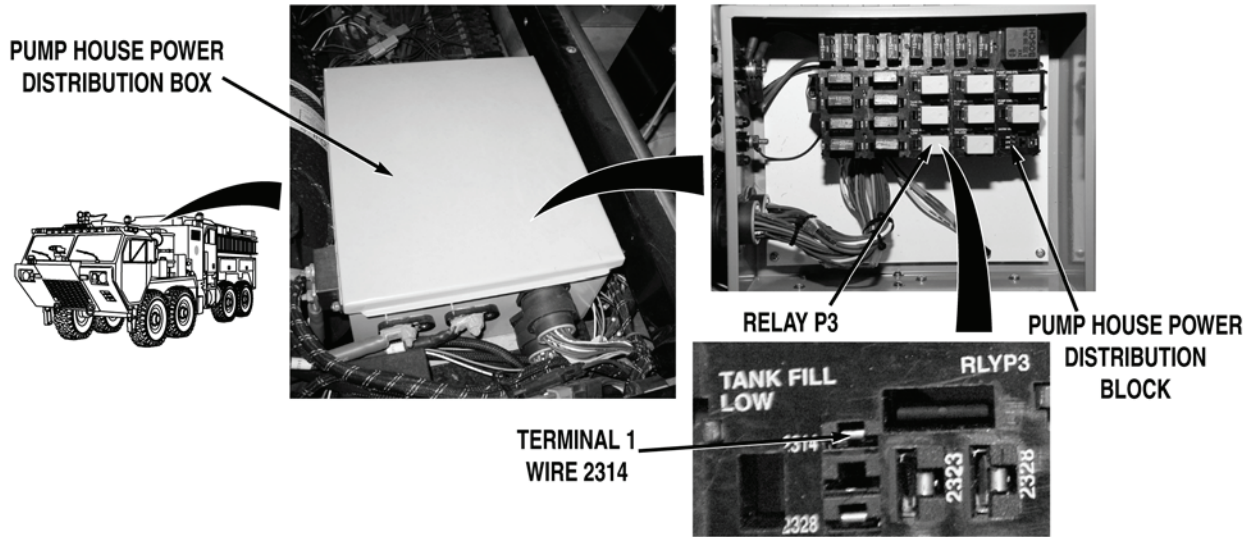 PUMP HOUSE POWER
DISTRIBUTION BOX
BOSCH
RELAY P3
PUMP HOUSE POWER
DISTRIBUTION
BLOCK
TANK FILL
LOW
RLYP3
TERMINAL 1
WIRE 2314
2314
2323
2328
2328